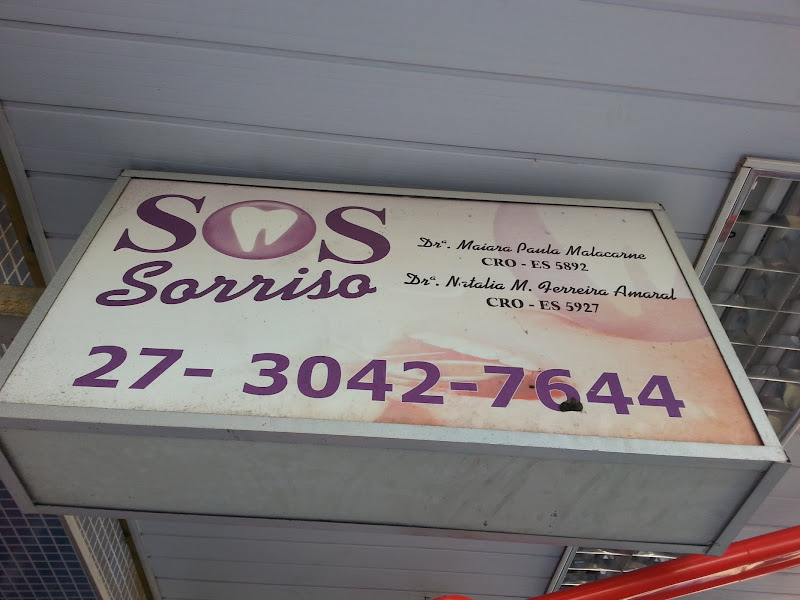 SOS
Sorriso
Drª. Maiara Paula Malacarne
CRO - ES 5892
Drª. Natalia M. Ferreira Amaral
CRO - ES 5927
27- 3042-7644